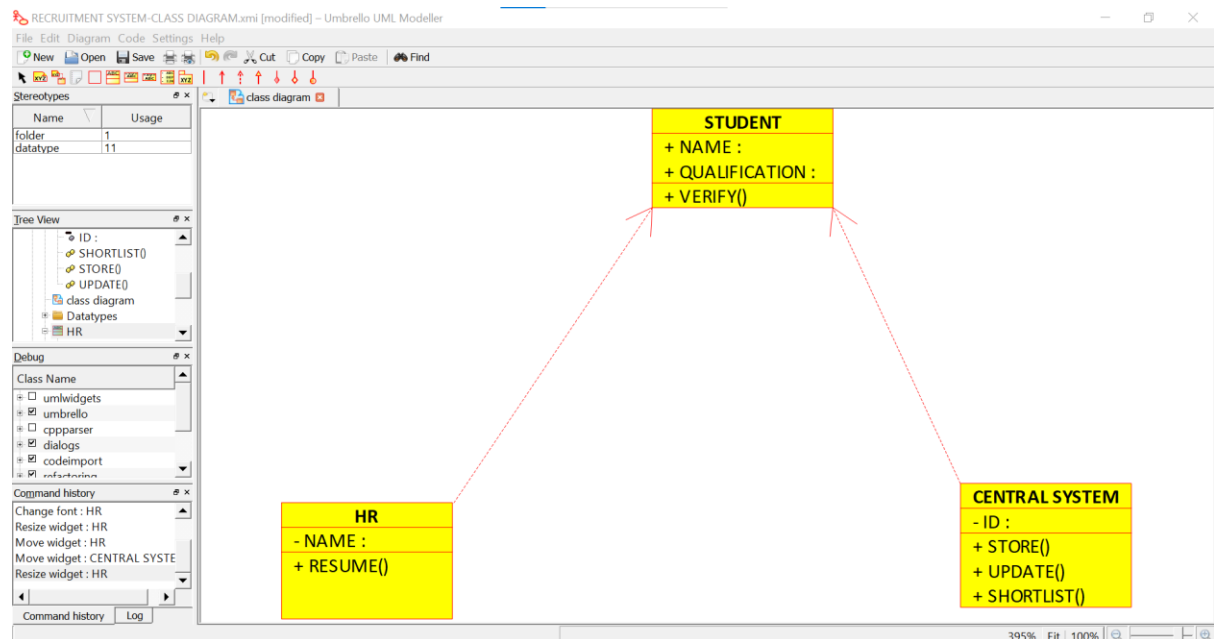 RECRUITMENT SYSTEM-CLASS DIAGRAM.xmi [modified] – Umbrello UML Modeller
File Edit Diagram Code Settings Help
New Open Save Cut Copy Paste Find
Stereotypes
class diagram
Name Usage
folder 1
datatype 11
Tree View
ID :
SHORTLIST()
STORE()
UPDATE()
class diagram
Datatypes
HR
Debug
Class Name
umlwidgets
umbrello
cppparser
dialogs
codeimport
refactoring
Command history
Change font : HR
Resize widget : HR
Move widget : HR
Move widget : CENTRAL SYSTE
Resize widget : HR
Command history Log
STUDENT
+ NAME :
+ QUALIFICATION :
+ VERIFY()
HR
- NAME :
+ RESUME()
CENTRAL SYSTEM
- ID :
+ STORE()
+ UPDATE()
+ SHORTLIST()
395% Fit 100%